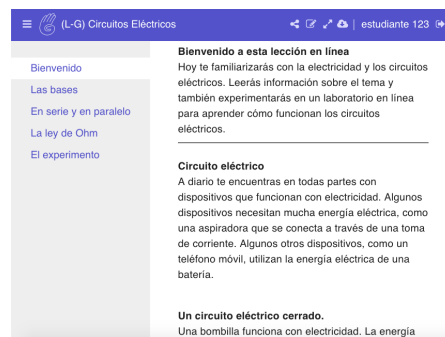 (L-G) Circuitos Eléctricos
estudiante 123
Bienvenido
Las bases
En serie y en paralelo
La ley de Ohm
El experimento
Bienvenido a esta lección en línea
Hoy te familiarizarás con la electricidad y los circuitos
eléctricos. Leerás información sobre el tema y
también experimentarás en un laboratorio en línea
para aprender cómo funcionan los circuitos
eléctricos.
Circuito eléctrico
A diario te encuentras en todas partes con
dispositivos que funcionan con electricidad. Algunos
dispositivos necesitan mucha energía eléctrica, como
una aspiradora que se conecta a través de una toma
de corriente. Algunos otros dispositivos, como un
teléfono móvil, utilizan la energía eléctrica de una
batería.
Un circuito eléctrico cerrado.
Una bombilla funciona con electricidad. La energía